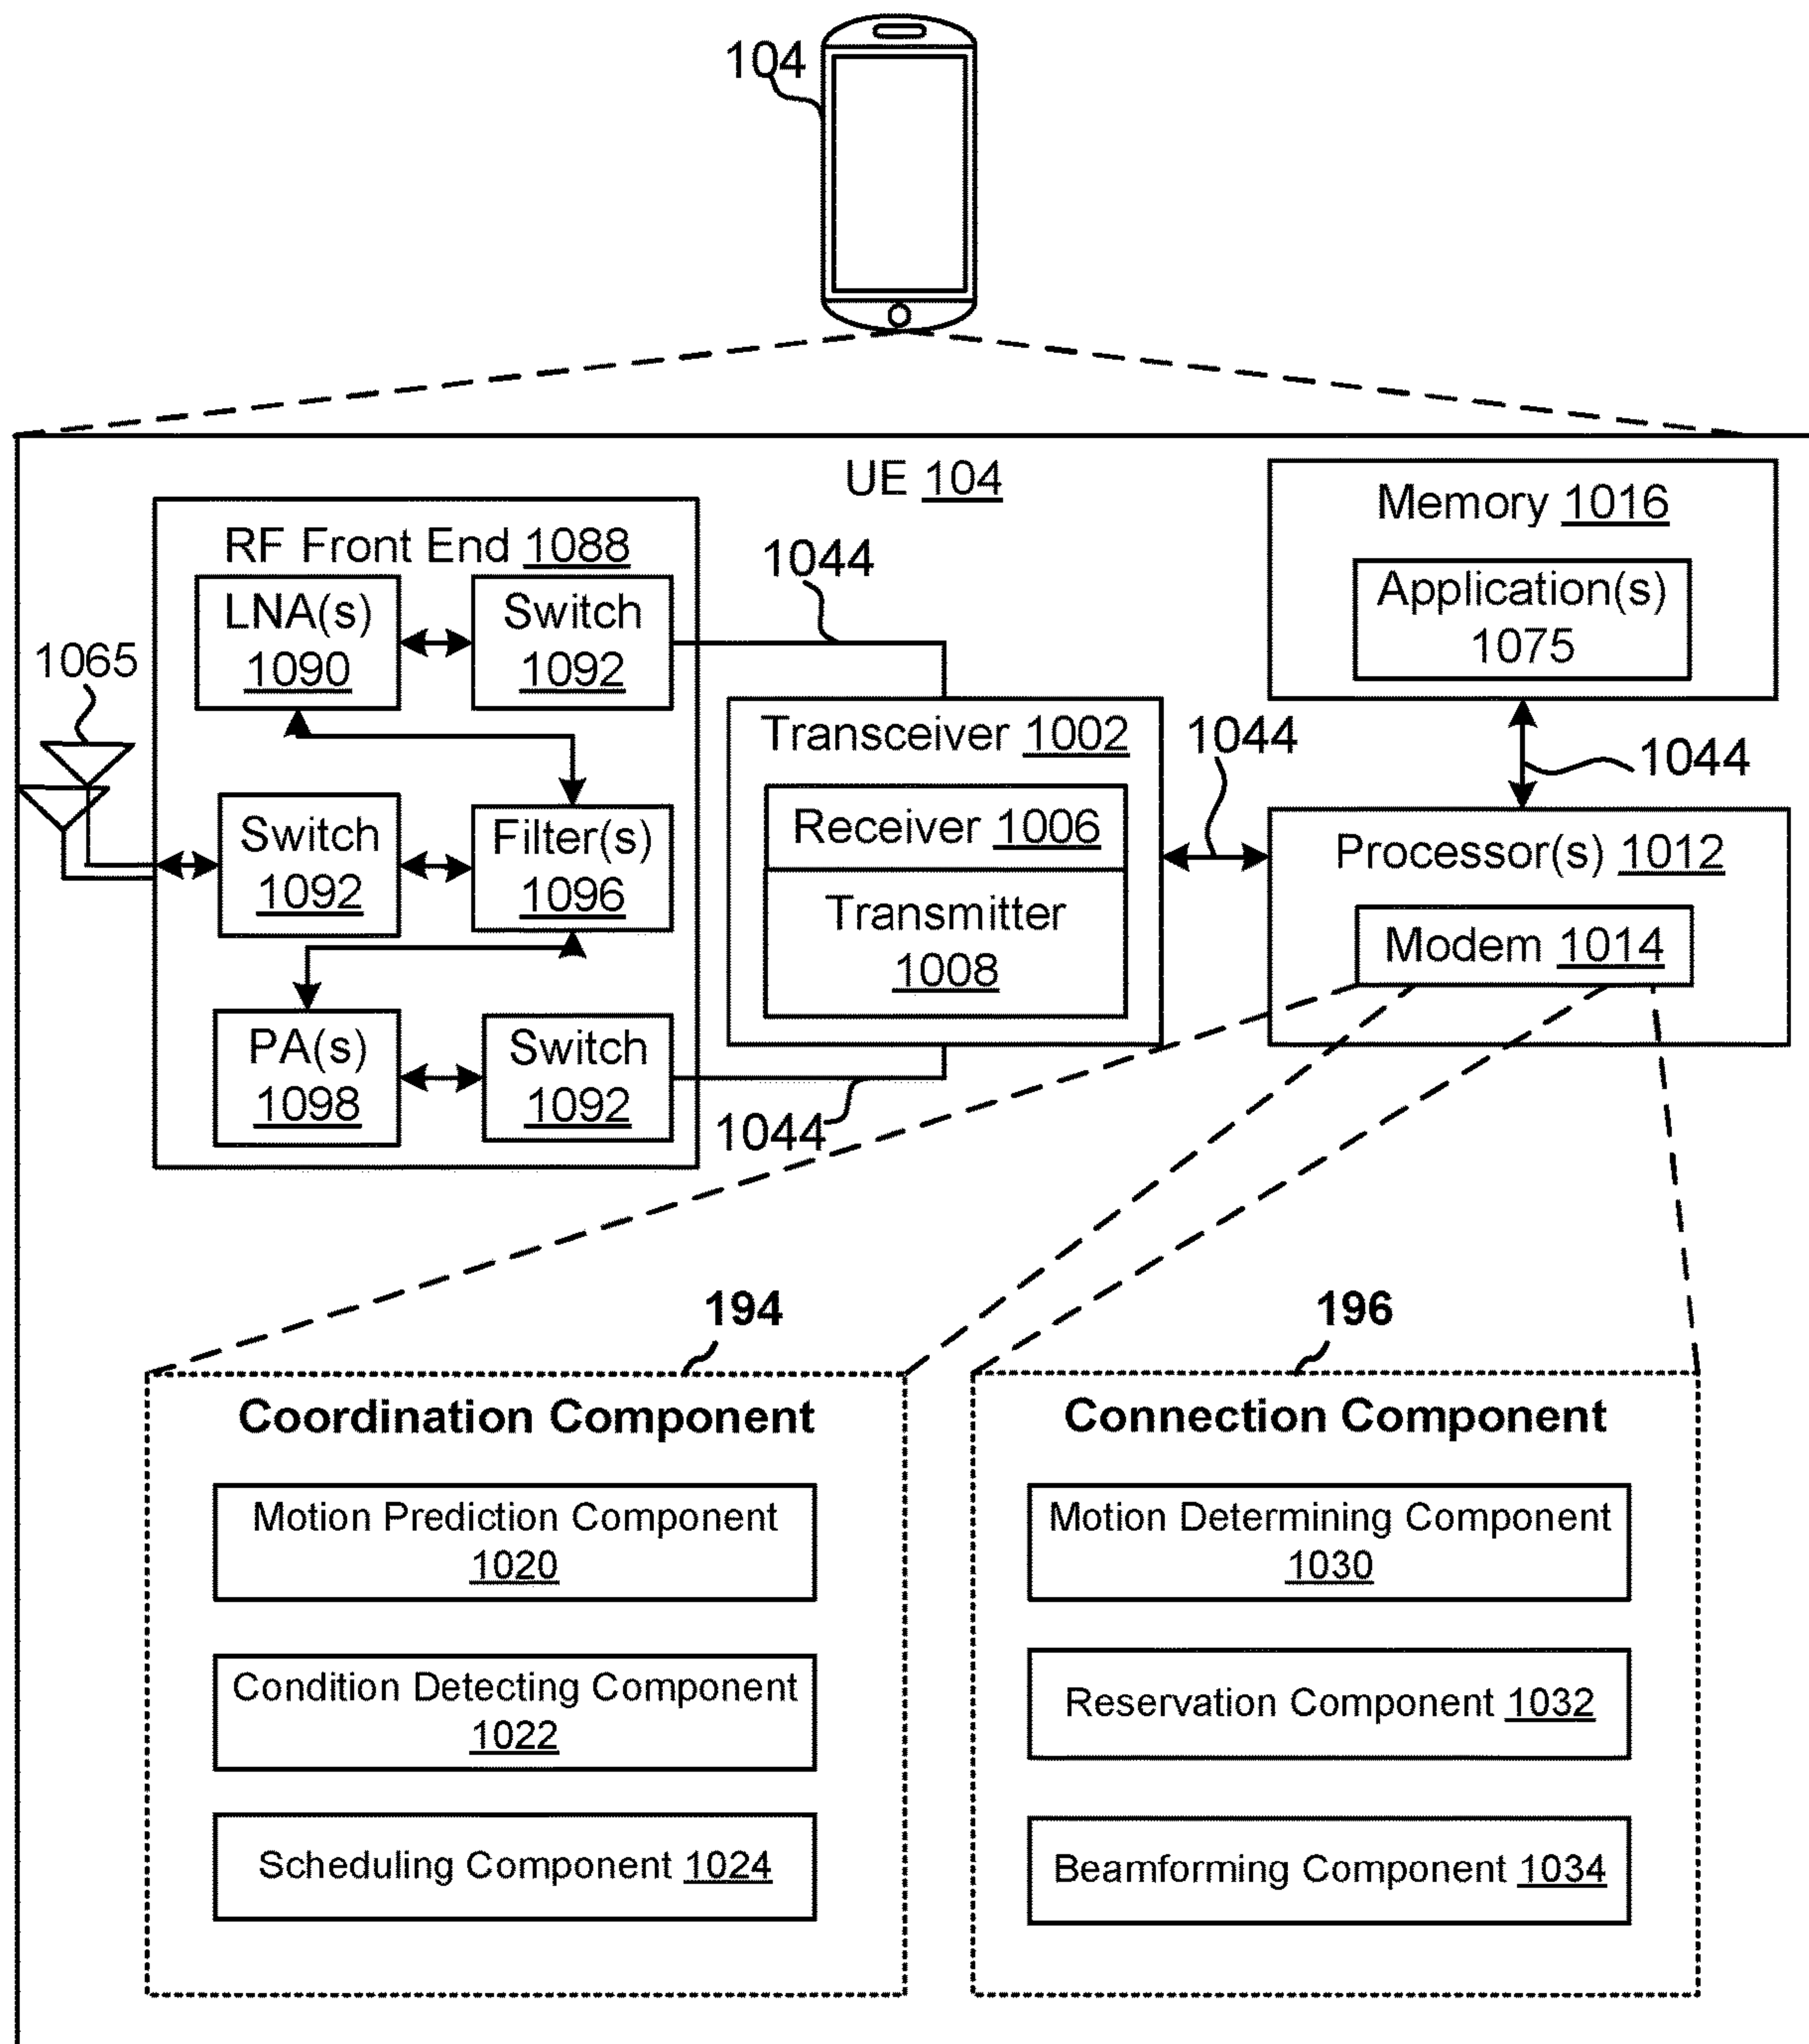 104
UE 104
RF Front End 1088
LNA(s)
1090
Switch
1092
1044
Memory 1016
Application(s)
1075
1065
Switch
1092
Filter(s)
1096
Transceiver 1002
Receiver 1006
Transmitter
1008
1044
1044
Processor(s) 1012
Modem 1014
PA(s)
1098
Switch
1092
1044
194
Coordination Component
Motion Prediction Component
1020
Condition Detecting Component
1022
Scheduling Component 1024
196
Connection Component
Motion Determining Component
1030
Reservation Component 1032
Beamforming Component 1034